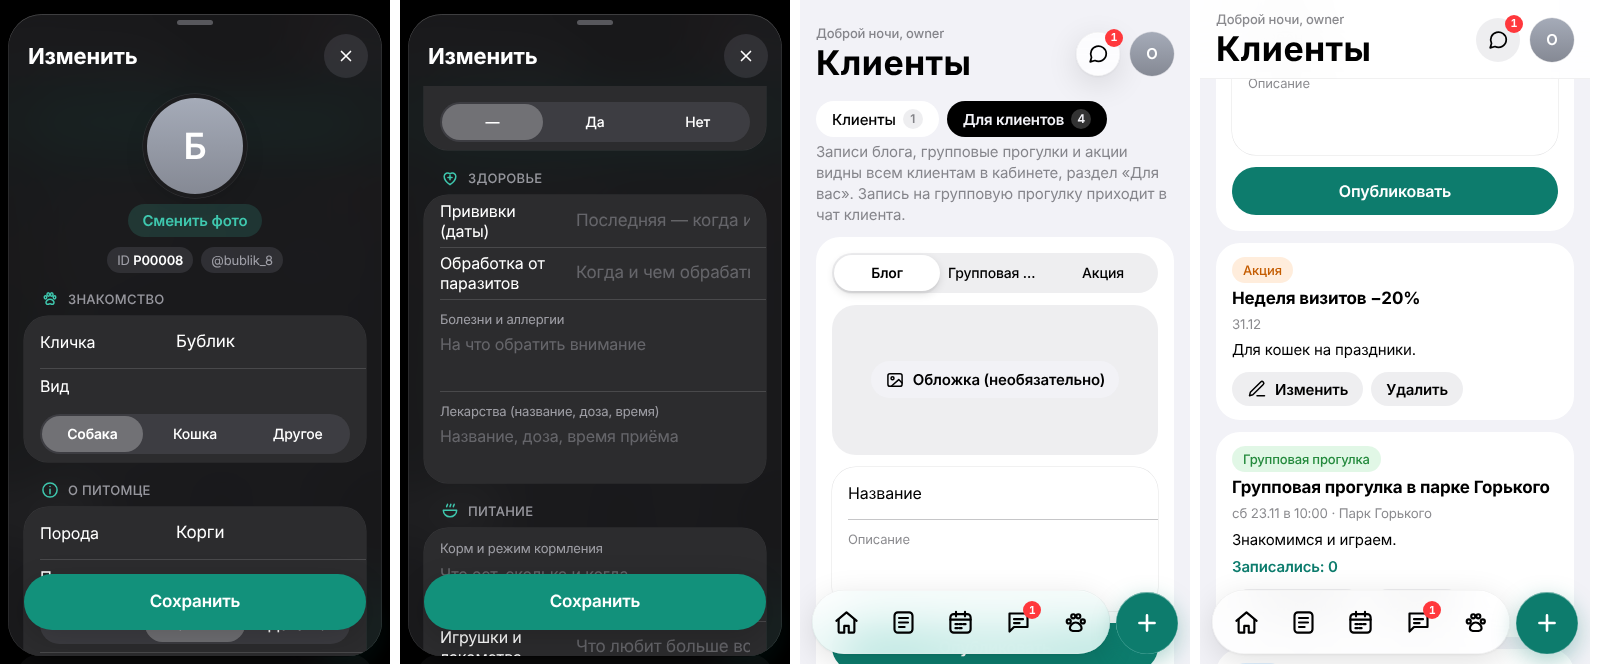 Изменить
Б
Сменить фото
ID P00008
@bublik_8
ЗНАКОМСТВО
Кличка
Бублик
Вид
Собака
Кошка
Другое
О ПИТОМЦЕ
Порода
Корги
Сохранить
Изменить
—
Да
Нет
ЗДОРОВЬЕ
Прививки
(даты)
Последняя — когда и
Обработка от
паразитов
Когда и чем обрабаты
Болезни и аллергии
На что обратить внимание
Лекарства (название, доза, время)
Название, доза, время приёма
ПИТАНИЕ
Корм и режим кормления
Что ест, сколько и когда
Сохранить
Игрушки и
лакомства
Что любит больше вс
Доброй ночи, owner
Клиенты
1
О
Клиенты 1
Для клиентов 4
Записи блога, групповые прогулки и акции
видны всем клиентам в кабинете, раздел «Для
вас». Запись на групповую прогулку приходит в
чат клиента.
Блог
Групповая ...
Акция
Обложка (необязательно)
Название
Описание
1
Доброй ночи, owner
Клиенты
1
О
Описание
Опубликовать
Акция
Неделя визитов −20%
31.12
Для кошек на праздники.
Изменить
Удалить
Групповая прогулка
Групповая прогулка в парке Горького
сб 23.11 в 10:00 · Парк Горького
Знакомимся и играем.
Записались: 0
1